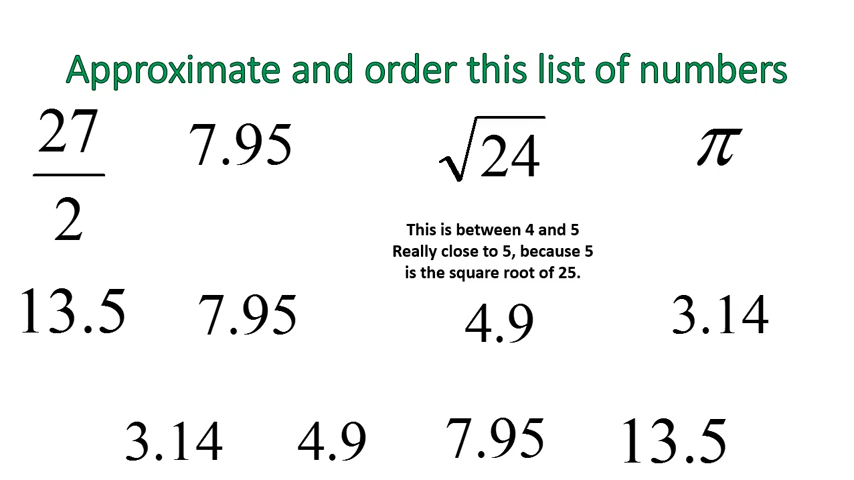 Approximate and order this list of numbers
27/2 7.95 √24 π
This is between 4 and 5
Really close to 5, because 5
is the square root of 25.
13.5 7.95 4.9 3.14
3.14 4.9 7.95 13.5